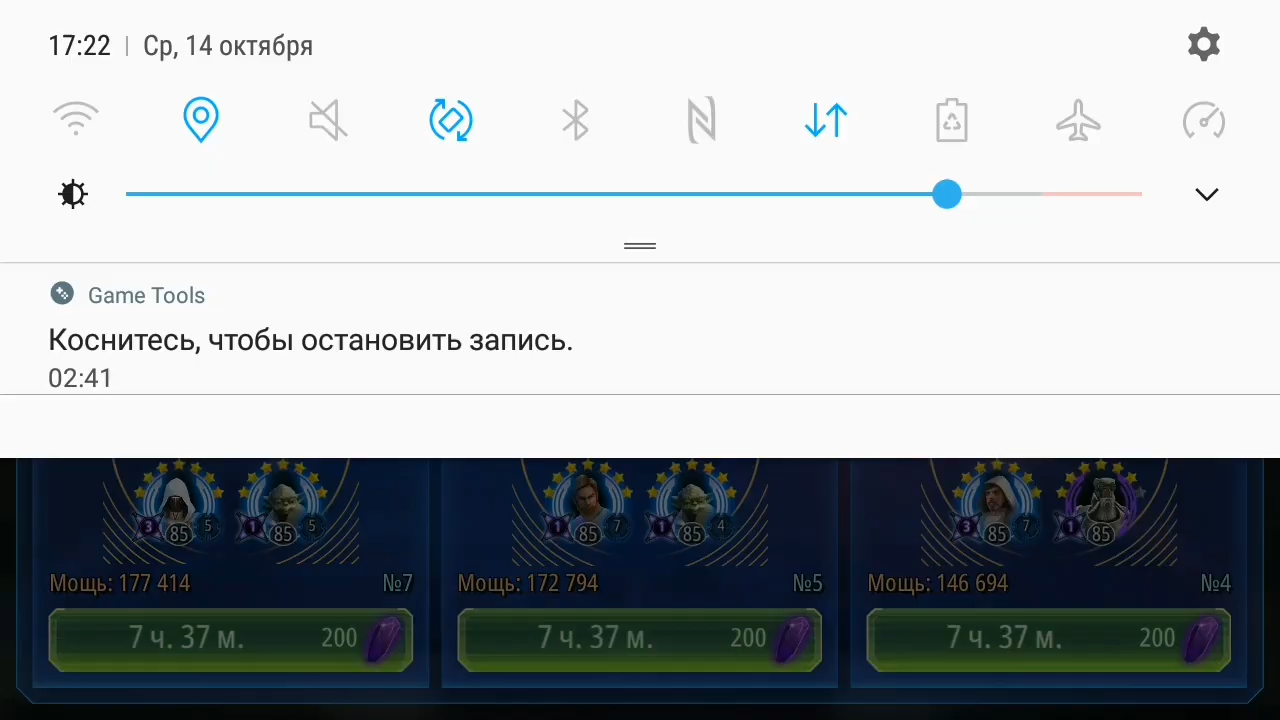 17:22 | Ср, 14 октября
Game Tools
Коснитесь, чтобы остановить запись.
02:41
3 85 5 1 85 5
1 85 7 1 85 4
3 85 7 1 85
Мощь: 177 414 №7
Мощь: 172 794 №5
Мощь: 146 694 №4
7 ч. 37 м. 200
7 ч. 37 м. 200
7 ч. 37 м. 200